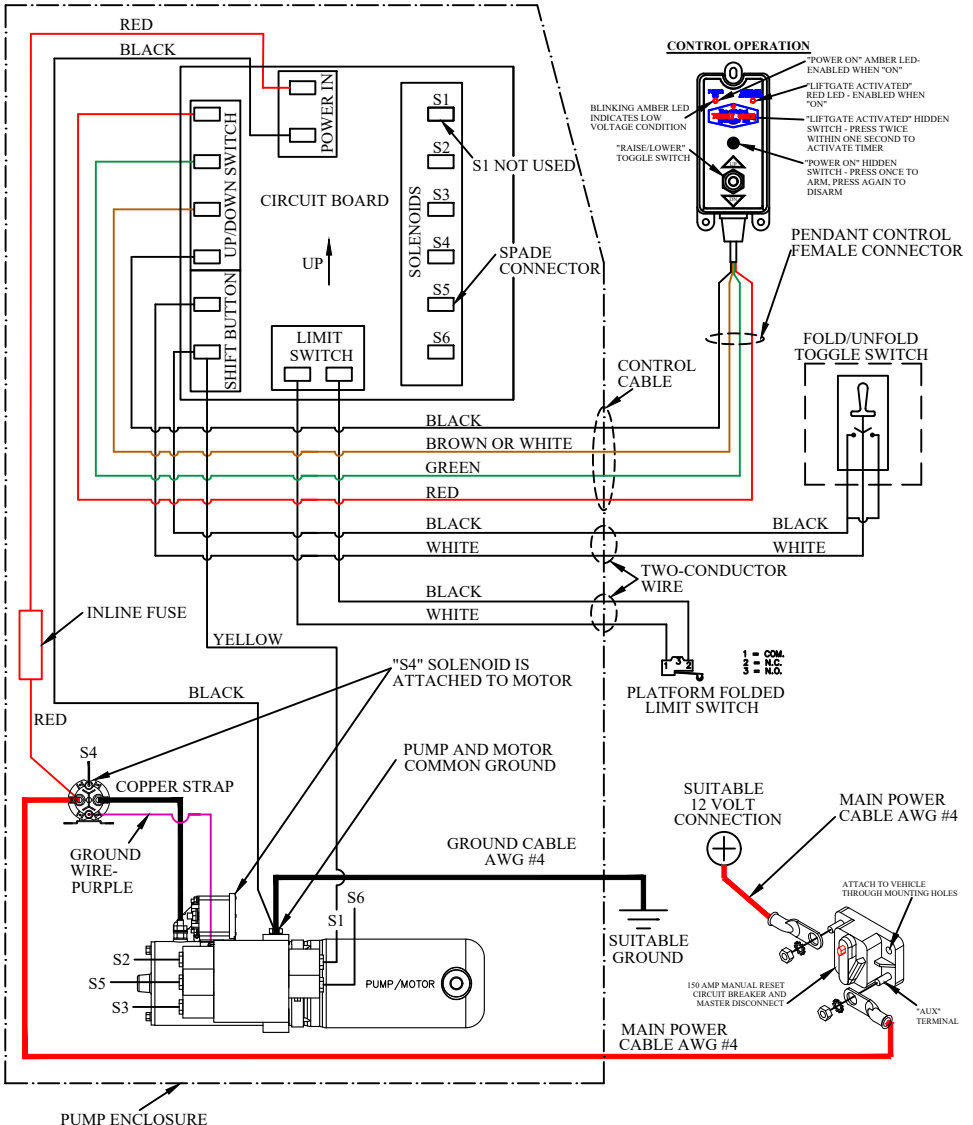 RED
BLACK
POWER IN
UP/DOWN SWITCH
SHIFT BUTTON
CIRCUIT BOARD
UP
LIMIT
SWITCH
SOLENOIDS
S1
S2
S3
S4
S5
S6
S1 NOT USED
SPADE
CONNECTOR
CONTROL OPERATION
"POWER ON" AMBER LED-
ENABLED WHEN "ON"
"LIFTGATE ACTIVATED"
RED LED - ENABLED WHEN
"ON"
"LIFTGATE ACTIVATED" HIDDEN
SWITCH - PRESS TWICE
WITHIN ONE SECOND TO
ACTIVATE TIMER
"POWER ON" HIDDEN
SWITCH - PRESS ONCE TO
ARM, PRESS AGAIN TO
DISARM
BLINKING AMBER LED
INDICATES LOW
VOLTAGE CONDITION
"RAISE/LOWER"
TOGGLE SWITCH
UP
PENDANT CONTROL
FEMALE CONNECTOR
FOLD/UNFOLD
TOGGLE SWITCH
CONTROL
CABLE
BLACK
BROWN OR WHITE
GREEN
RED
BLACK
BLACK
WHITE
WHITE
TWO-CONDUCTOR
WIRE
BLACK
WHITE
INLINE FUSE
YELLOW
"S4" SOLENOID IS
ATTACHED TO MOTOR
1 3 2
1 = COM.
2 = N.C.
3 = N.O.
PLATFORM FOLDED
LIMIT SWITCH
BLACK
RED
S4
COPPER STRAP
PUMP AND MOTOR
COMMON GROUND
GROUND
WIRE-
PURPLE
GROUND CABLE
AWG #4
SUITABLE
12 VOLT
CONNECTION
MAIN POWER
CABLE AWG #4
ATTACH TO VEHICLE
THROUGH MOUNTING HOLES
S6
S1
S2
S5
S3
PUMP/MOTOR
SUITABLE
GROUND
150 AMP MANUAL RESET
CIRCUIT BREAKER AND
MASTER DISCONNECT
"AUX"
TERMINAL
MAIN POWER
CABLE AWG #4
PUMP ENCLOSURE